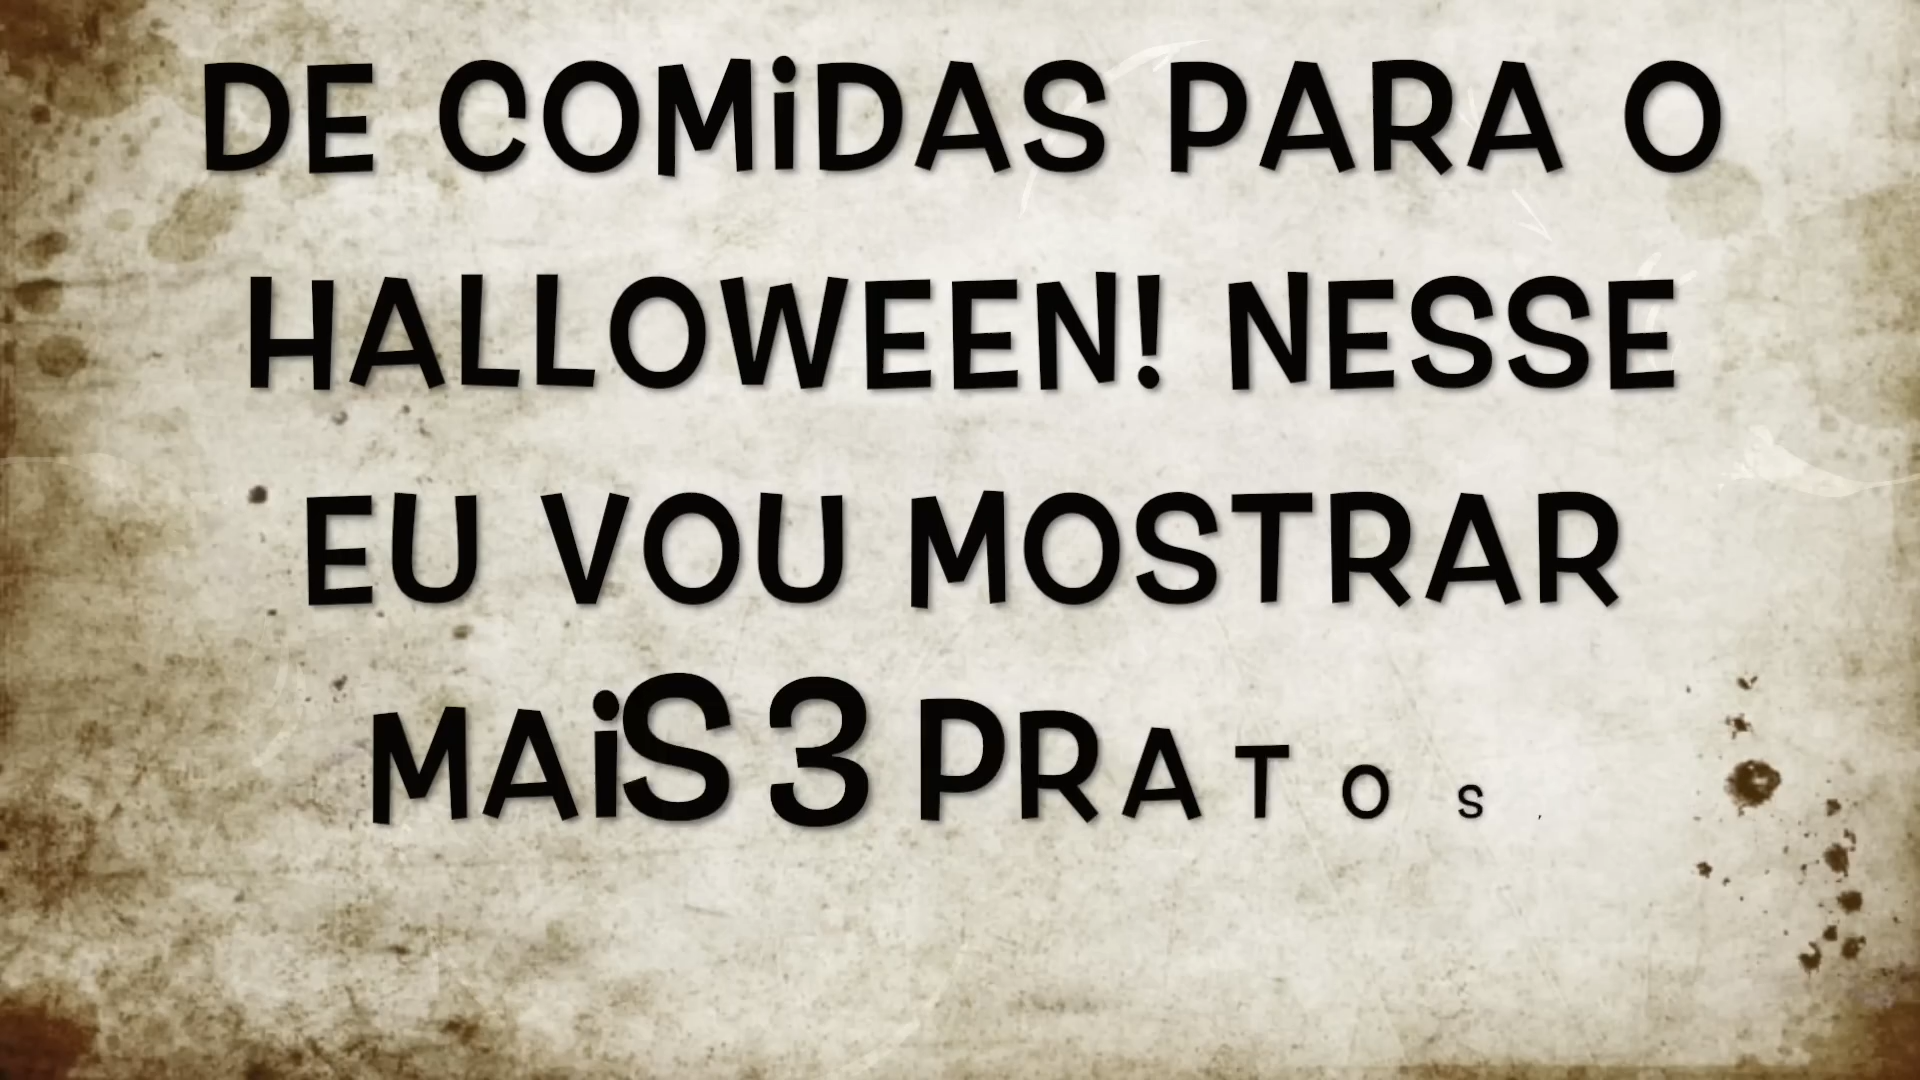 DE COMiDAS PARA O
HALLOWEEN! NESSE
EU VOU MOSTRAR
MAiS 3 PRATOs